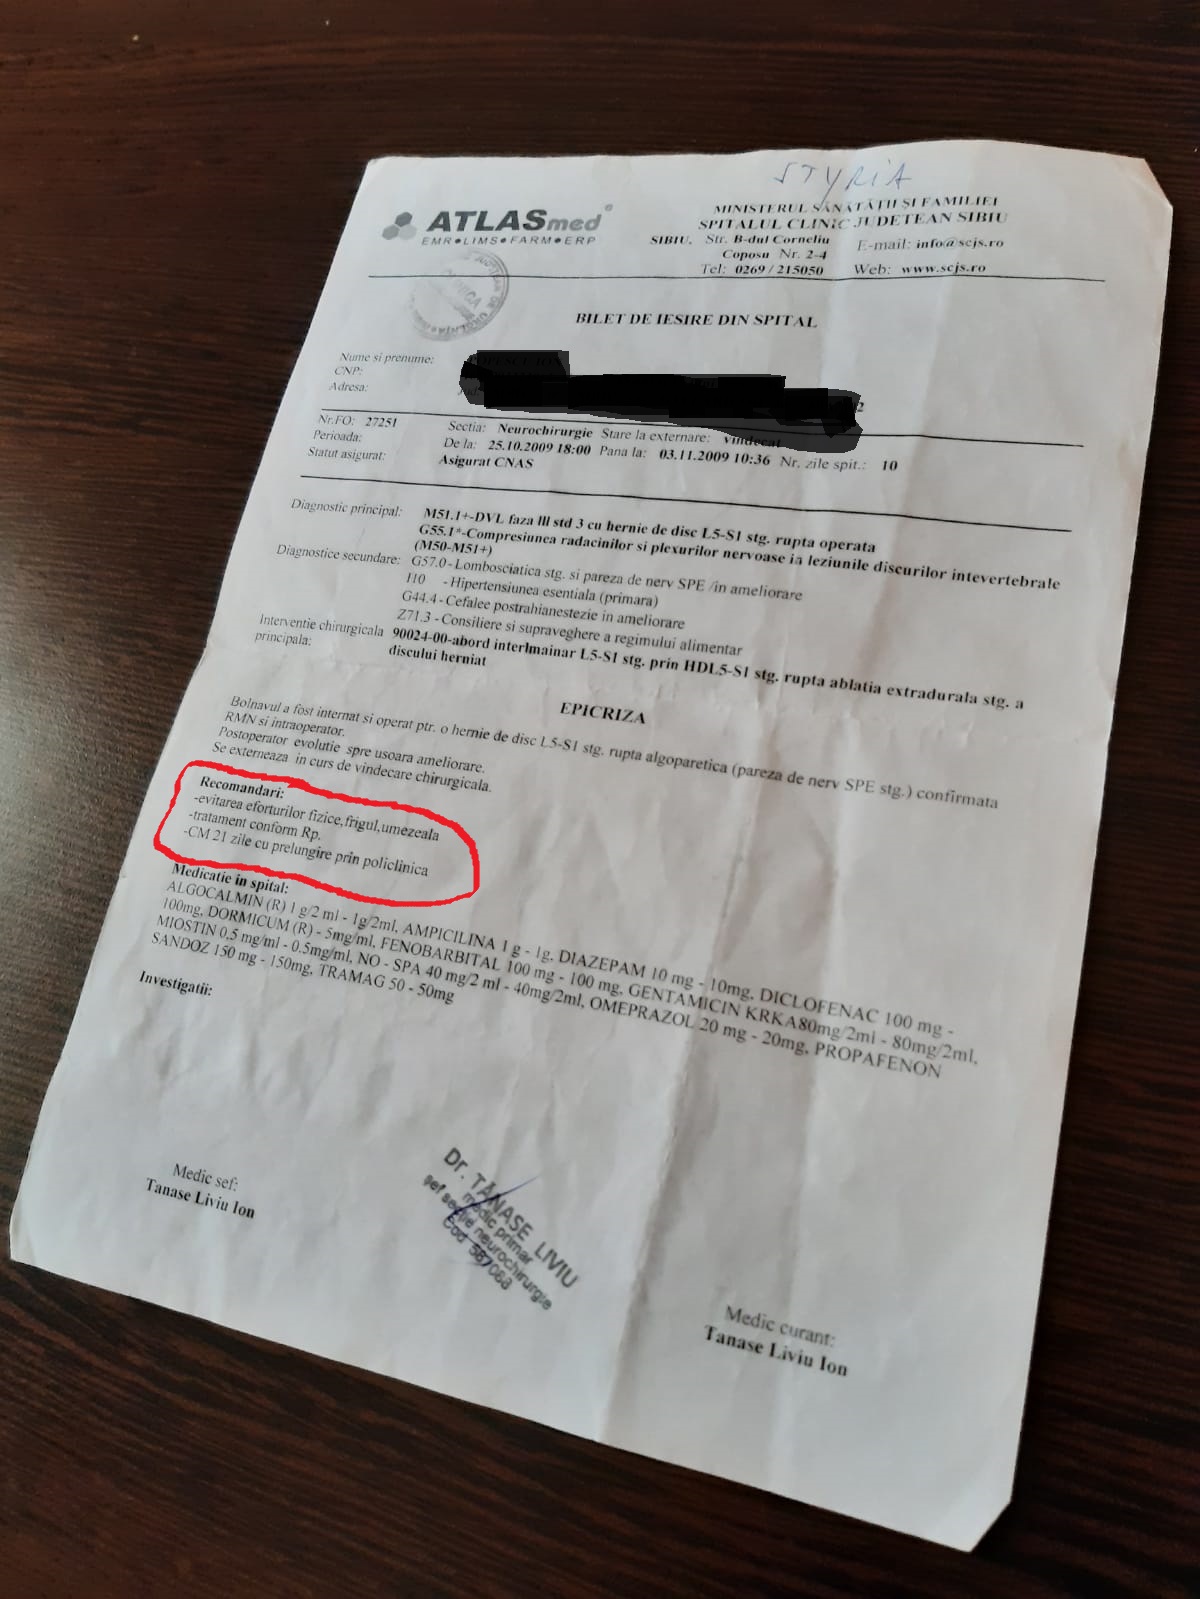 STYRIA
ATLASmed
EMR•LIMS•FARM•ERP
MINISTERUL SANATATII SI FAMILIEI
SPITALUL CLINIC JUDETEAN SIBIU
SIBIU, Str. B-dul Corneliu
Coposu Nr. 2-4
Tel: 0269 / 215050
E-mail: info@scjs.ro
Web: www.scjs.ro
BILET DE IESIRE DIN SPITAL
Nume si prenume:
CNP:
Adresa:
2
Nr.FO: 27251 Sectia: Neurochirurgie Stare la externare: vindecat
Perioada: De la: 25.10.2009 18:00 Pana la: 03.11.2009 10:36 Nr. zile spit.: 10
Statut asigurat: Asigurat CNAS
Diagnostic principal: M51.1+-DVL faza III std 3 cu hernie de disc L5-S1 stg. rupta operata
G55.1*-Compresiunea radacinilor si plexurilor nervoase ia leziunile discurilor intevertebrale
(M50-M51+)
Diagnostice secundare: G57.0 - Lombosciatica stg. si pareza de nerv SPE /in ameliorare
I10 - Hipertensiunea esentiala (primara)
G44.4 - Cefalee postrahianestezie in ameliorare
Z71.3 - Consiliere si supraveghere a regimului alimentar
Interventie chirurgicala principala: 90024-00-abord interlmainar L5-S1 stg. prin HDL5-S1 stg. rupta ablatia extradurala stg. a
discului herniat
EPICRIZA
Bolnavul a fost internat si operat ptr. o hernie de disc L5-S1 stg. rupta algoparetica (pareza de nerv SPE stg.) confirmata
RMN si intraoperator.
Postoperator evolutie spre usoara ameliorare.
Se externeaza in curs de vindecare chirurgicala.
Recomandari:
-evitarea eforturilor fizice,frigul,umezeala
-tratament conform Rp.
-CM 21 zile cu prelungire prin policlinica
Medicatie in spital:
ALGOCALMIN (R) 1 g/2 ml - 1g/2ml, AMPICILINA 1 g - 1g, DIAZEPAM 10 mg - 10mg, DICLOFENAC 100 mg -
100mg, DORMICUM (R) - 5mg/ml, FENOBARBITAL 100 mg - 100 mg, GENTAMICIN KRKA80mg/2ml - 80mg/2ml,
MIOSTIN 0,5 mg/ml - 0.5mg/ml, NO - SPA 40 mg/2 ml - 40mg/2ml, OMEPRAZOL 20 mg - 20mg, PROPAFENON
SANDOZ 150 mg - 150mg, TRAMAG 50 - 50mg
Investigatii:
Medic sef:
Tanase Liviu Ion
Dr. TĂNASE LIVIU
medic primar
şef secţie neurochirurgie
Cod 587068
Medic curant:
Tanase Liviu Ion